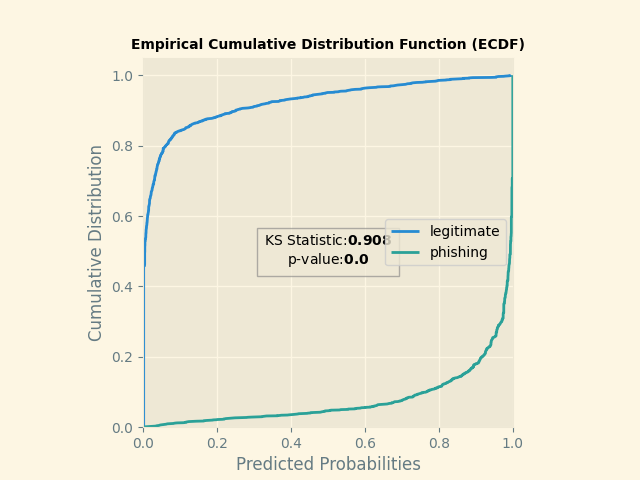 Empirical Cumulative Distribution Function (ECDF)
1.0
0.8
0.6
0.4
0.2
0.0
Cumulative Distribution
KS Statistic:0.908
p-value:0.0
legitimate
phishing
0.0 0.2 0.4 0.6 0.8 1.0
Predicted Probabilities